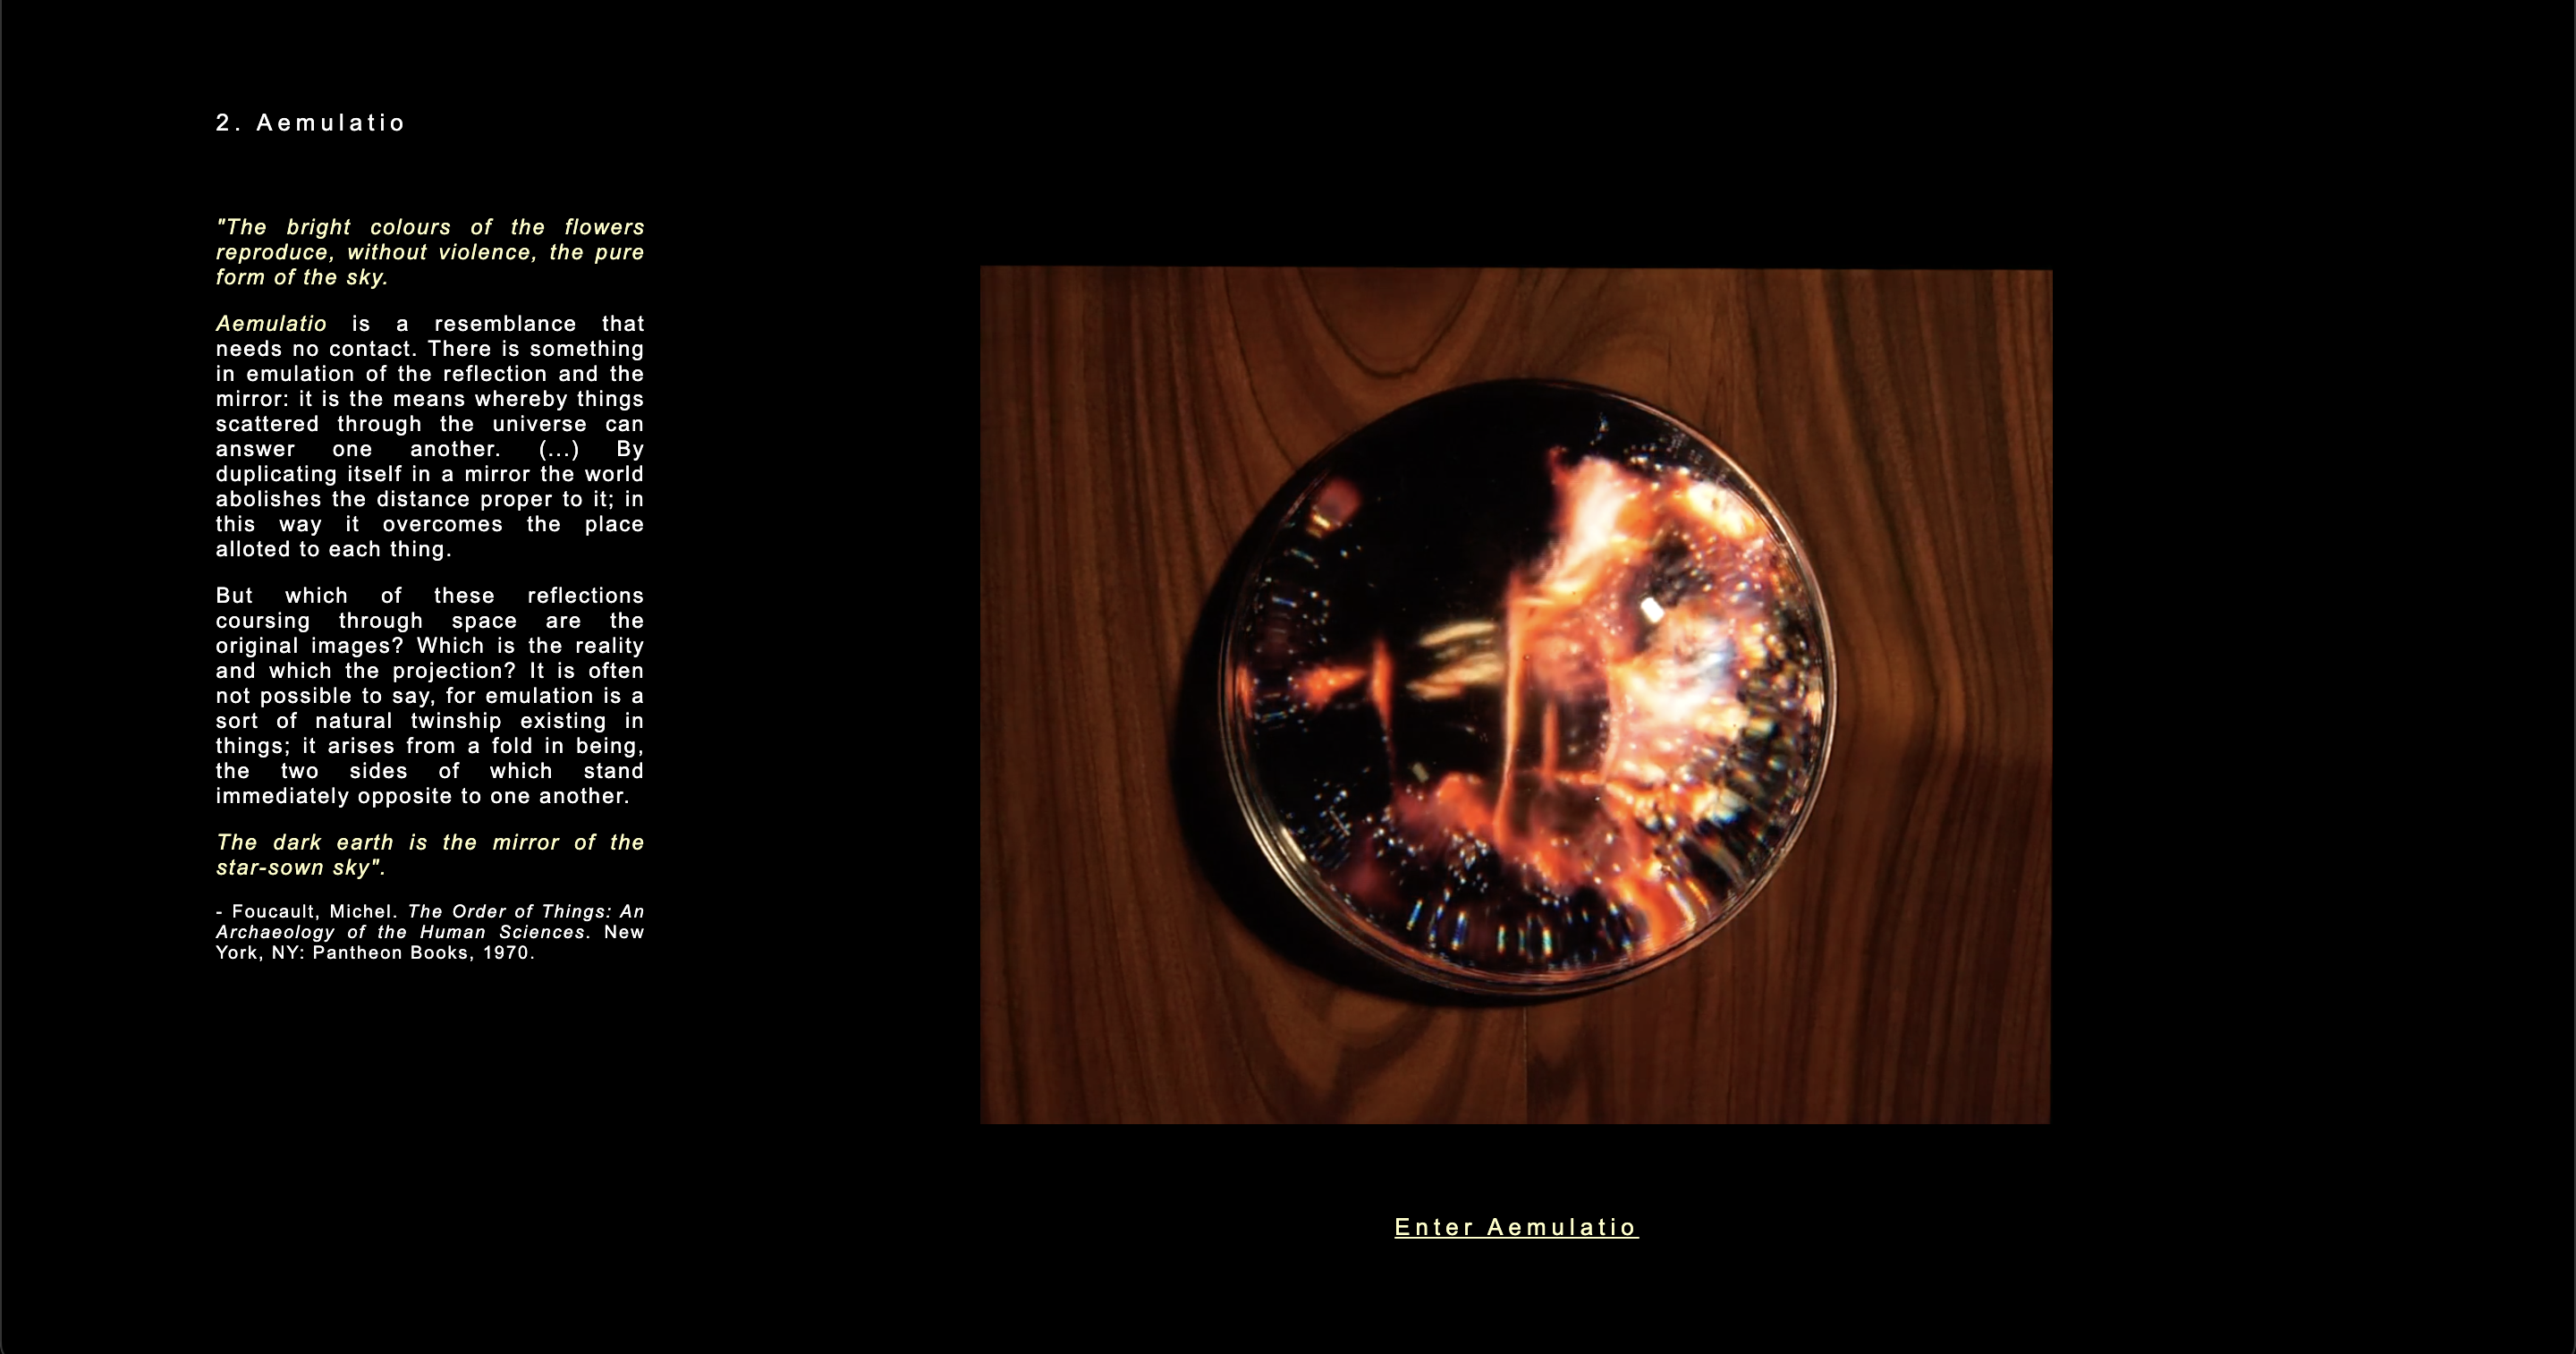 2. Aemulatio
"The bright colours of the flowers
reproduce, without violence, the pure
form of the sky.
Aemulatio is a resemblance that
needs no contact. There is something
in emulation of the reflection and the
mirror: it is the means whereby things
scattered through the universe can
answer one another. (...) By
duplicating itself in a mirror the world
abolishes the distance proper to it; in
this way it overcomes the place
alloted to each thing.
But which of these reflections
coursing through space are the
original images? Which is the reality
and which the projection? It is often
not possible to say, for emulation is a
sort of natural twinship existing in
things; it arises from a fold in being,
the two sides of which stand
immediately opposite to one another.
The dark earth is the mirror of the
star-sown sky".
- Foucault, Michel. The Order of Things: An
Archaeology of the Human Sciences. New
York, NY: Pantheon Books, 1970.
Enter Aemulatio